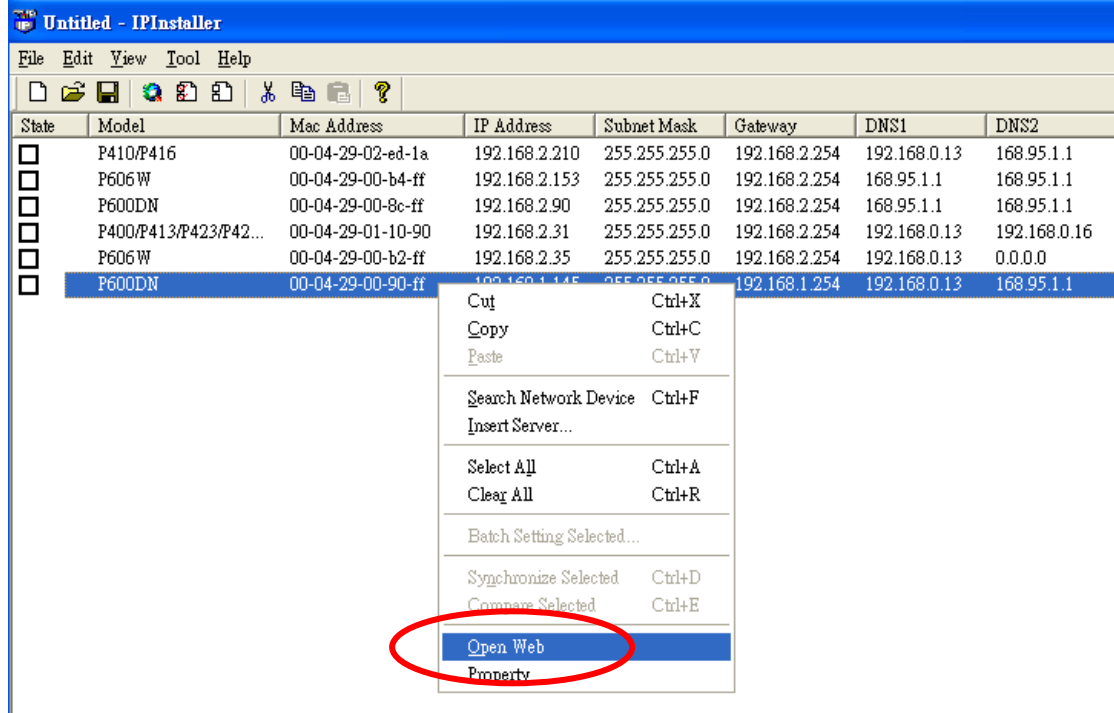 Untitled - IPInstaller
File Edit View Tool Help
State Model Mac Address IP Address Subnet Mask Gateway DNS1 DNS2
P410/P416 00-04-29-02-ed-1a 192.168.2.210 255.255.255.0 192.168.2.254 192.168.0.13 168.95.1.1
P606W 00-04-29-00-b4-ff 192.168.2.153 255.255.255.0 192.168.2.254 168.95.1.1 168.95.1.1
P600DN 00-04-29-00-8c-ff 192.168.2.90 255.255.255.0 192.168.2.254 168.95.1.1 168.95.1.1
P400/P413/P423/P42... 00-04-29-01-10-90 192.168.2.31 255.255.255.0 192.168.2.254 192.168.0.13 192.168.0.16
P606W 00-04-29-00-b2-ff 192.168.2.35 255.255.255.0 192.168.2.254 192.168.0.13 0.0.0.0
P600DN 00-04-29-00-90-ff 192.168.1.145 255.255.255.0 192.168.1.254 192.168.0.13 168.95.1.1
Cut Ctrl+X
Copy Ctrl+C
Paste Ctrl+V
Search Network Device Ctrl+F
Insert Server...
Select All Ctrl+A
Clear All Ctrl+R
Batch Setting Selected...
Synchronize Selected Ctrl+D
Compare Selected Ctrl+E
Open Web
Property